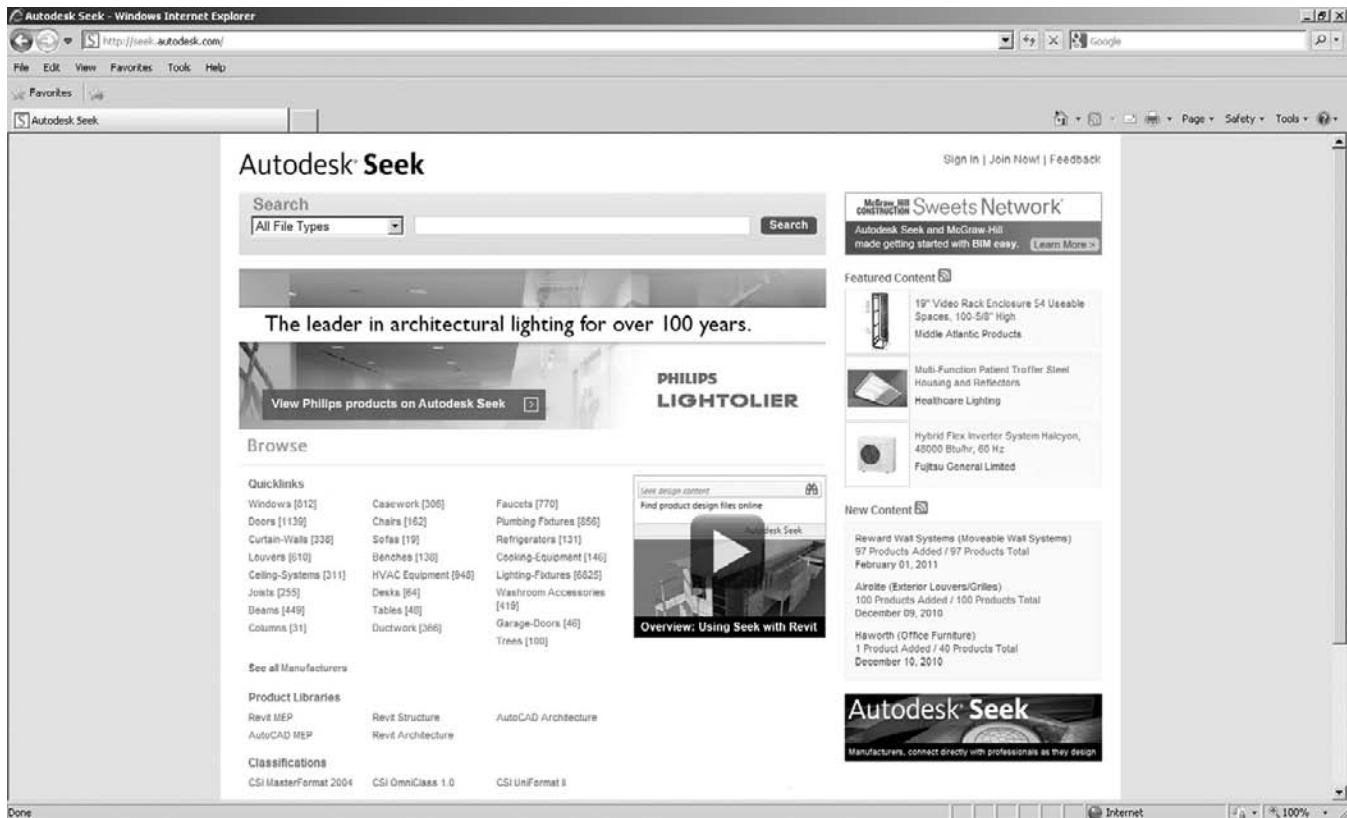 Autodesk Seek - Windows Internet Explorer
http://seek.autodesk.com/
Google
File Edit View Favorites Tools Help
Favorites
Autodesk Seek
Page Safety Tools
Autodesk Seek
Sign In | Join Now! | Feedback
Search
All File Types
Search
McGraw Hill CONSTRUCTION Sweets Network
Autodesk Seek and McGraw-Hill
made getting started with BIM easy. Learn More >
The leader in architectural lighting for over 100 years.
View Philips products on Autodesk Seek
PHILIPS
LIGHTOLIER
Featured Content
19" Video Rack Enclosure 54 Useable
Spaces, 100-5/8" High
Middle Atlantic Products
Multi-Function Patient Troffer Steel
Housing and Reflectors
Healthcare Lighting
Hybrid Flex Inverter System Halcyon,
48000 Btu/hr, 60 Hz
Fujitsu General Limited
Browse
Quicklinks
Windows [812]
Doors [1139]
Curtain-Walls [338]
Louvers [610]
Ceiling-Systems [311]
Joists [255]
Beams [449]
Columns [31]
Casework [306]
Chairs [162]
Sofas [19]
Benches [138]
HVAC Equipment [948]
Desks [64]
Tables [48]
Ductwork [366]
Faucets [770]
Plumbing Fixtures [856]
Refrigerators [131]
Cooking-Equipment [146]
Lighting-Fixtures [6825]
Washroom Accessories
[419]
Garage-Doors [46]
Trees [100]
Seek design content
Find product design files online
Autodesk Seek
Overview: Using Seek with Revit
See all Manufacturers
Product Libraries
Revit MEP Revit Structure AutoCAD Architecture
AutoCAD MEP Revit Architecture
Classifications
CSI MasterFormat 2004 CSI OmniClass 1.0 CSI UniFormat II
New Content
Reward Wall Systems (Moveable Wall Systems)
97 Products Added / 97 Products Total
February 01, 2011
Airolite (Exterior Louvers/Grilles)
100 Products Added / 100 Products Total
December 09, 2010
Haworth (Office Furniture)
1 Product Added / 40 Products Total
December 10, 2010
Autodesk Seek
Manufacturers, connect directly with professionals as they design
Done
Internet
100%